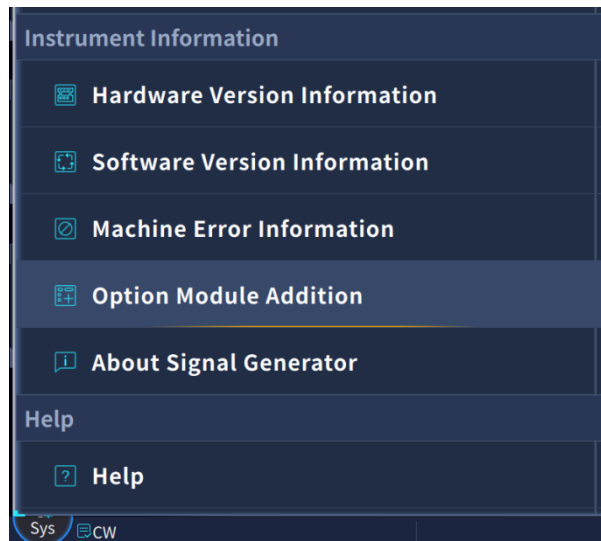 Instrument Information
Hardware Version Information
Software Version Information
Machine Error Information
Option Module Addition
About Signal Generator
Help
Help
Sys
CW